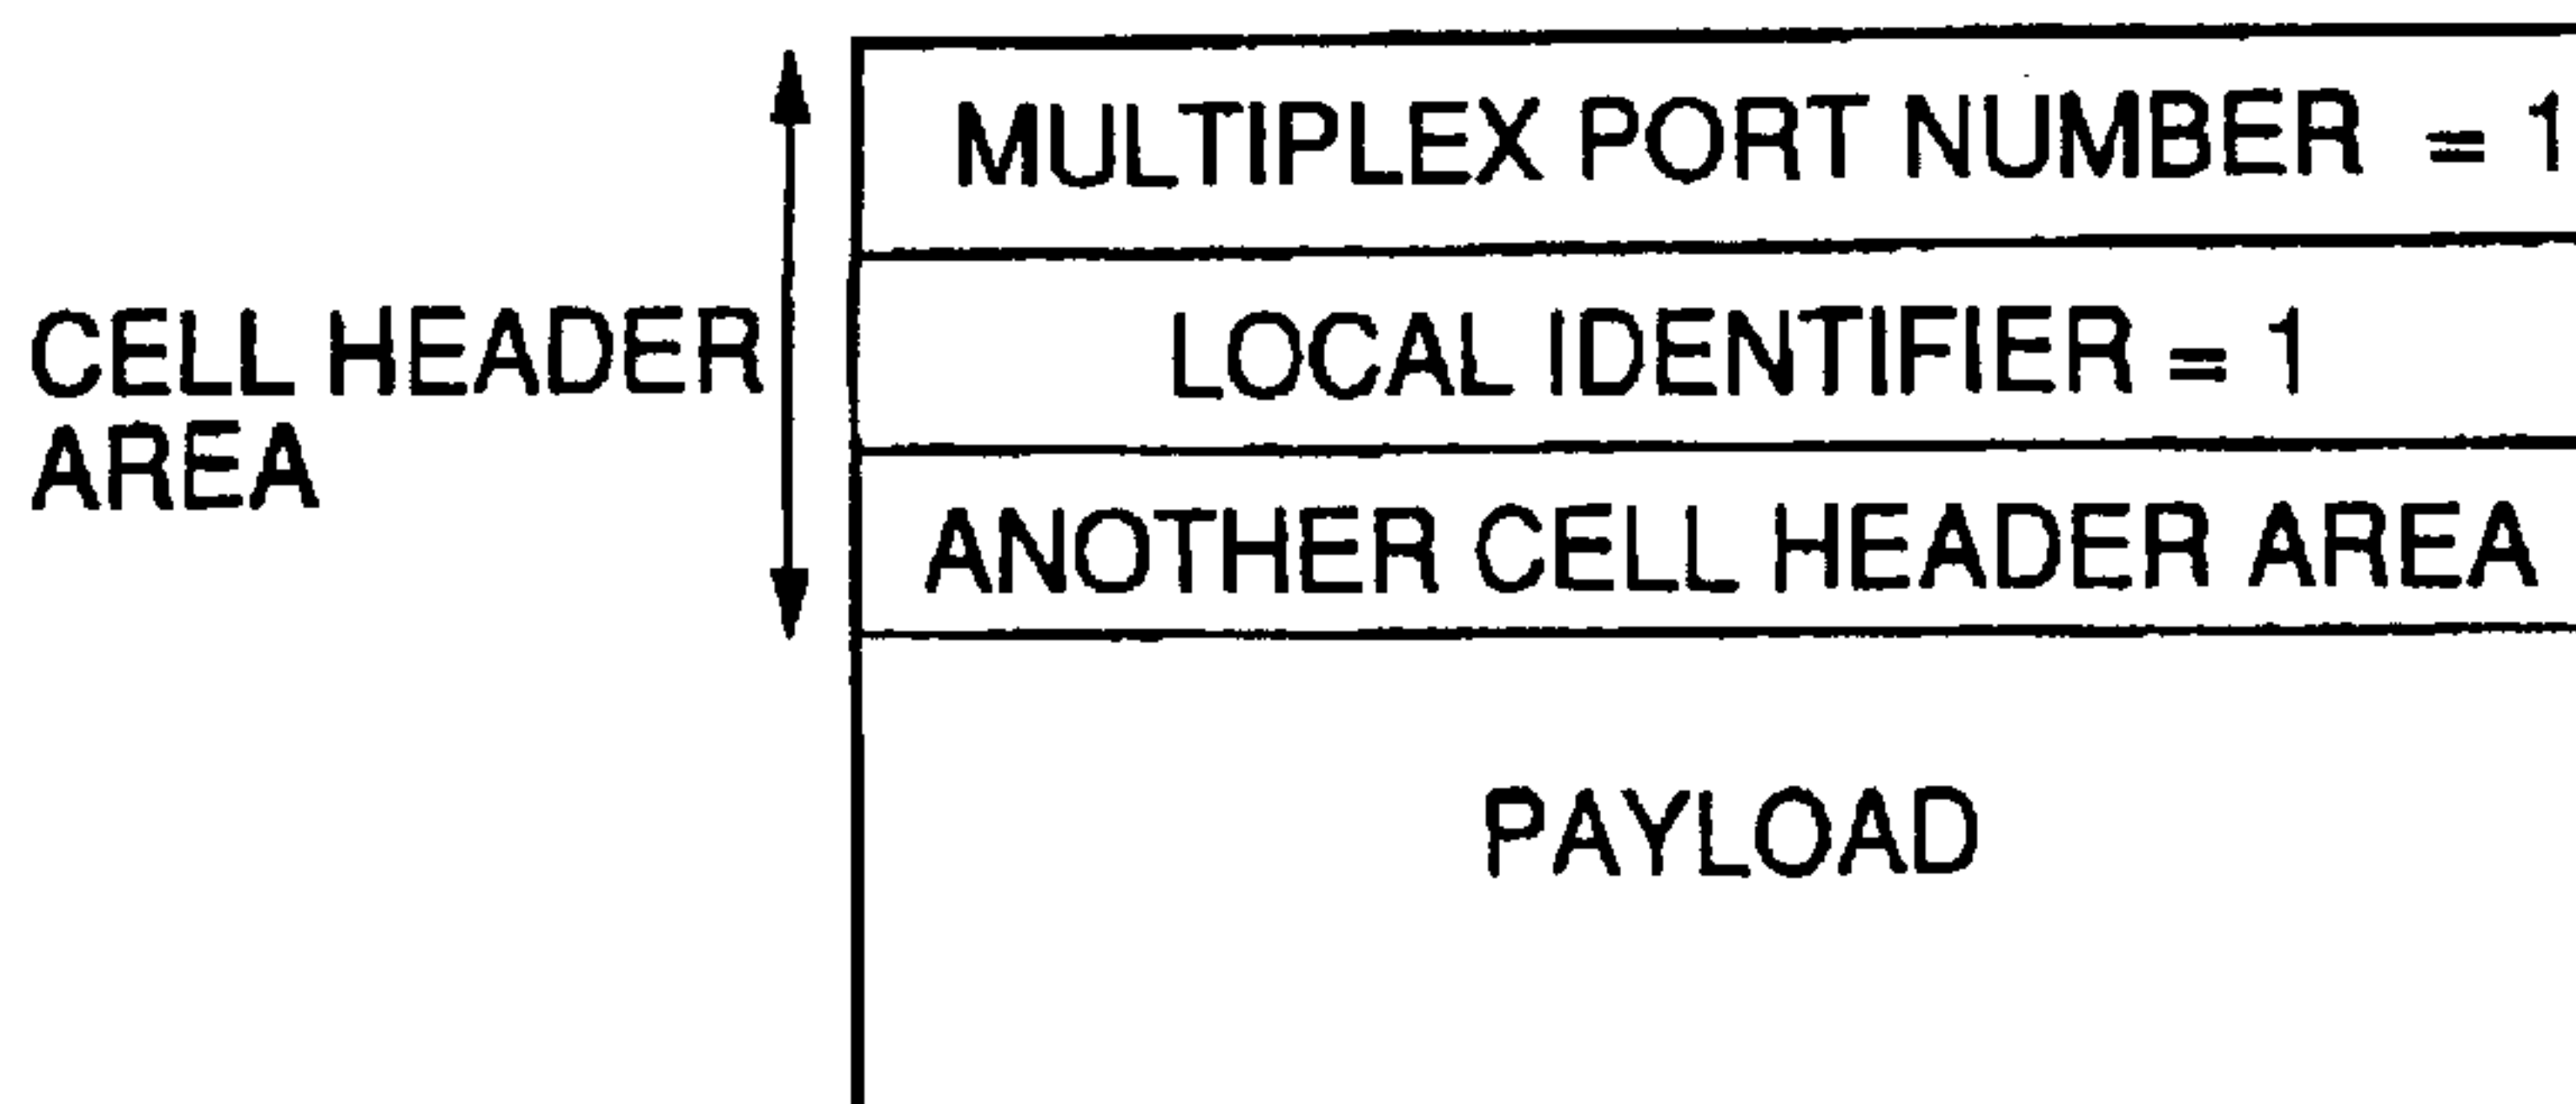 MULTIPLEX PORT NUMBER = 1
LOCAL IDENTIFIER = 1
CELL HEADER
AREA
ANOTHER CELL HEADER AREA
PAYLOAD